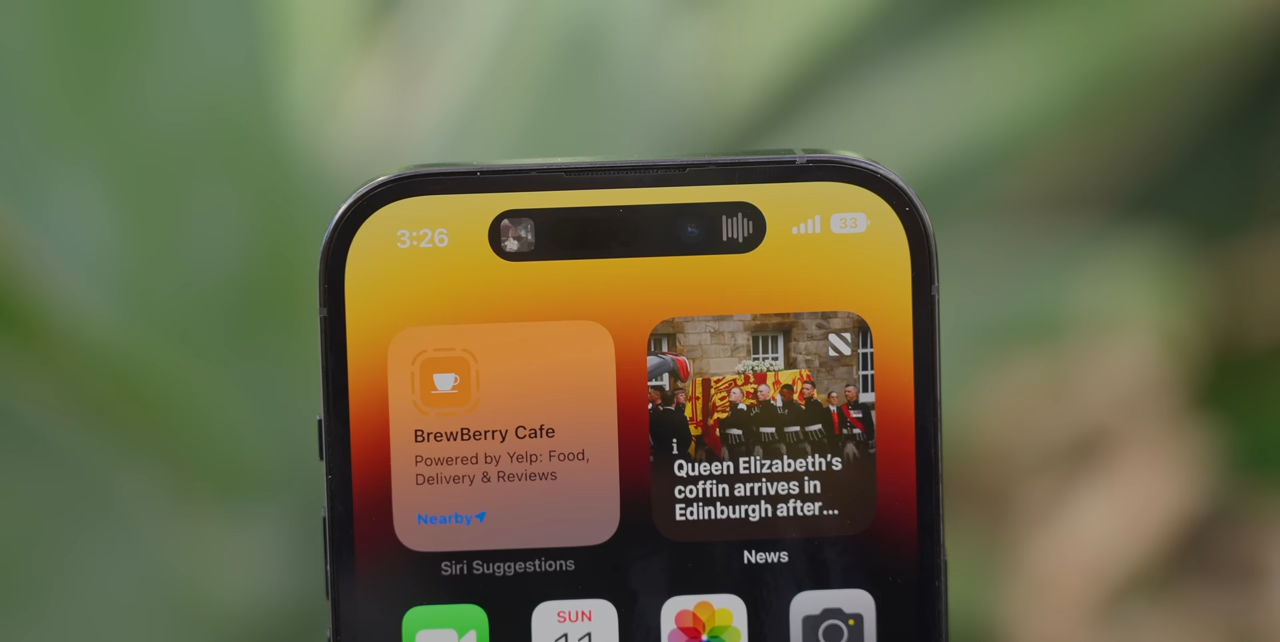 3:26
33
BrewBerry Cafe
Powered by Yelp: Food,
Delivery & Reviews
Nearby
Siri Suggestions
i
Queen Elizabeth's
coffin arrives in
Edinburgh after...
News
SUN
11